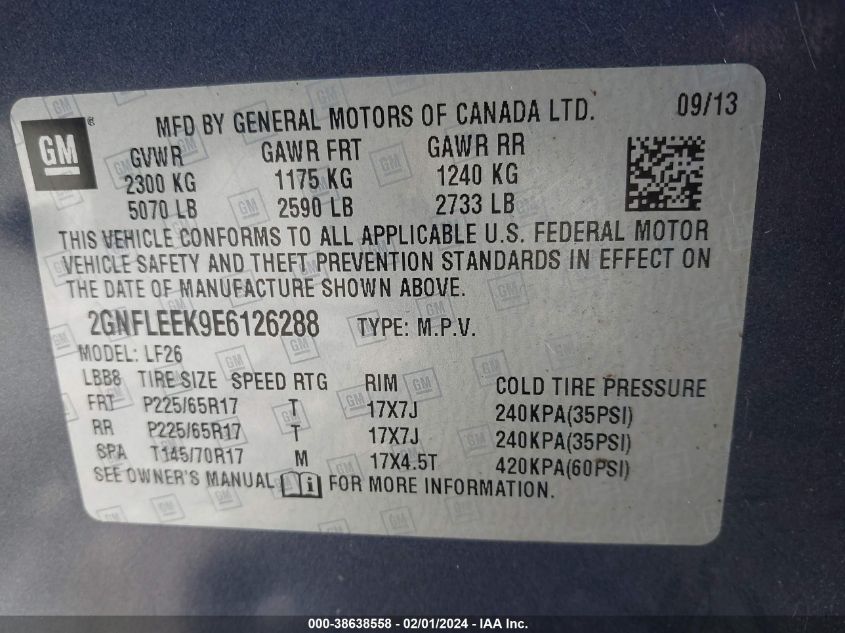 GM ®
MFD BY GENERAL MOTORS OF CANADA LTD. 09/13
GVWR GAWR FRT GAWR RR
2300 KG 1175 KG 1240 KG
5070 LB 2590 LB 2733 LB
THIS VEHICLE CONFORMS TO ALL APPLICABLE U.S. FEDERAL MOTOR
VEHICLE SAFETY AND THEFT PREVENTION STANDARDS IN EFFECT ON
THE DATE OF MANUFACTURE SHOWN ABOVE.
2GNFLEEK9E6126288 TYPE: M.P.V.
MODEL: LF26
LBB8 TIRE SIZE SPEED RTG RIM COLD TIRE PRESSURE
FRT P225/65R17 T 17X7J 240KPA(35PSI)
RR P225/65R17 T 17X7J 240KPA(35PSI)
SPA T145/70R17 M 17X4.5T 420KPA(60PSI)
SEE OWNER'S MANUAL i FOR MORE INFORMATION.
000-38638558 - 02/01/2024 - IAA Inc.